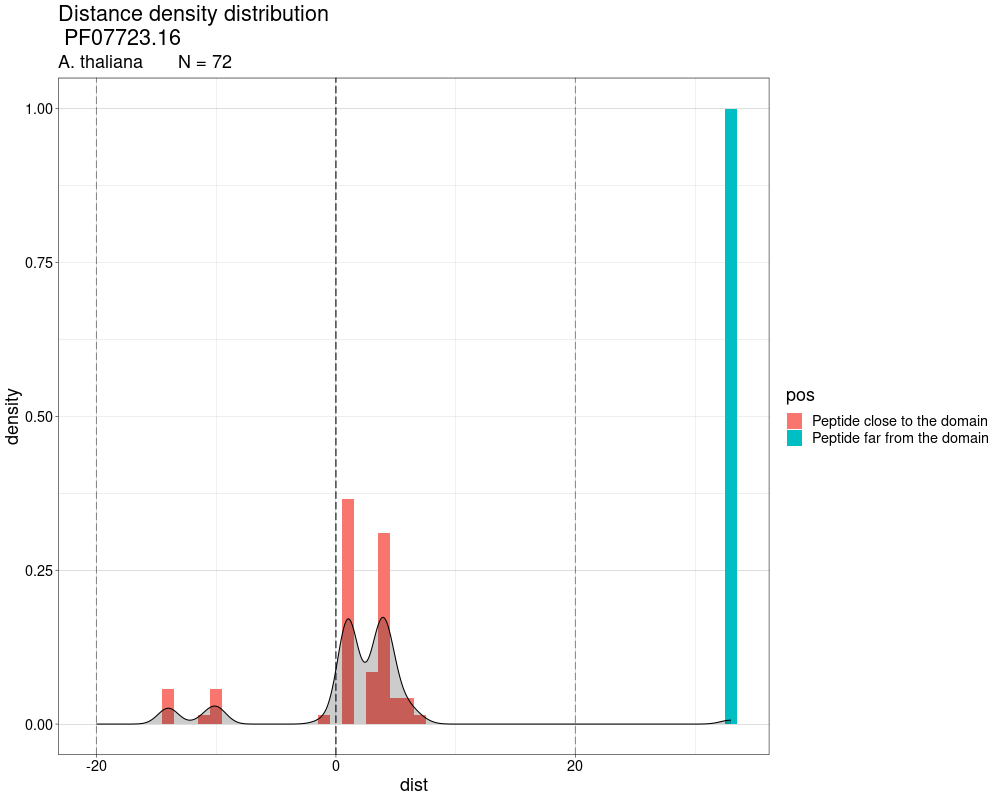 Distance density distribution
PF07723.16
A. thaliana N = 72
1.00
0.75
0.50
0.25
0.00
density
-20 0 20
dist
pos
Peptide close to the domain
Peptide far from the domain